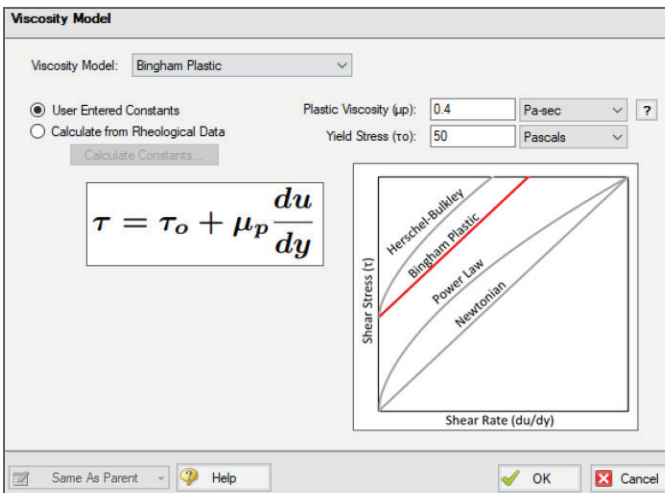 Viscosity Model
Viscosity Model: Bingham Plastic
User Entered Constants
Calculate from Rheological Data
Calculate Constants...
Plastic Viscosity (μp): 0.4 Pa-sec ?
Yield Stress (τo): 50 Pascals
τ = τₒ + μₚ du/dy
Herschel-Bulkley
Bingham Plastic
Power Law
Newtonian
Shear Stress (τ)
Shear Rate (du/dy)
Same As Parent
Help
OK
Cancel